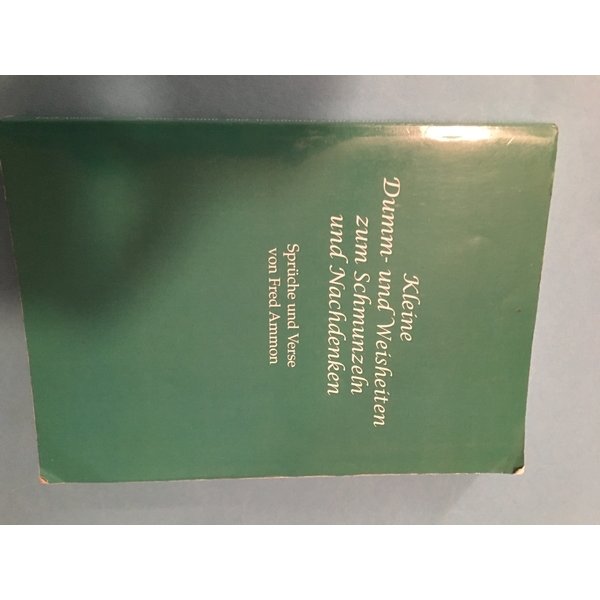 Kleine
Dumm- und Weisheiten
zum Schmunzeln
und Nachdenken
Sprüche und Verse
von Fred Ammon